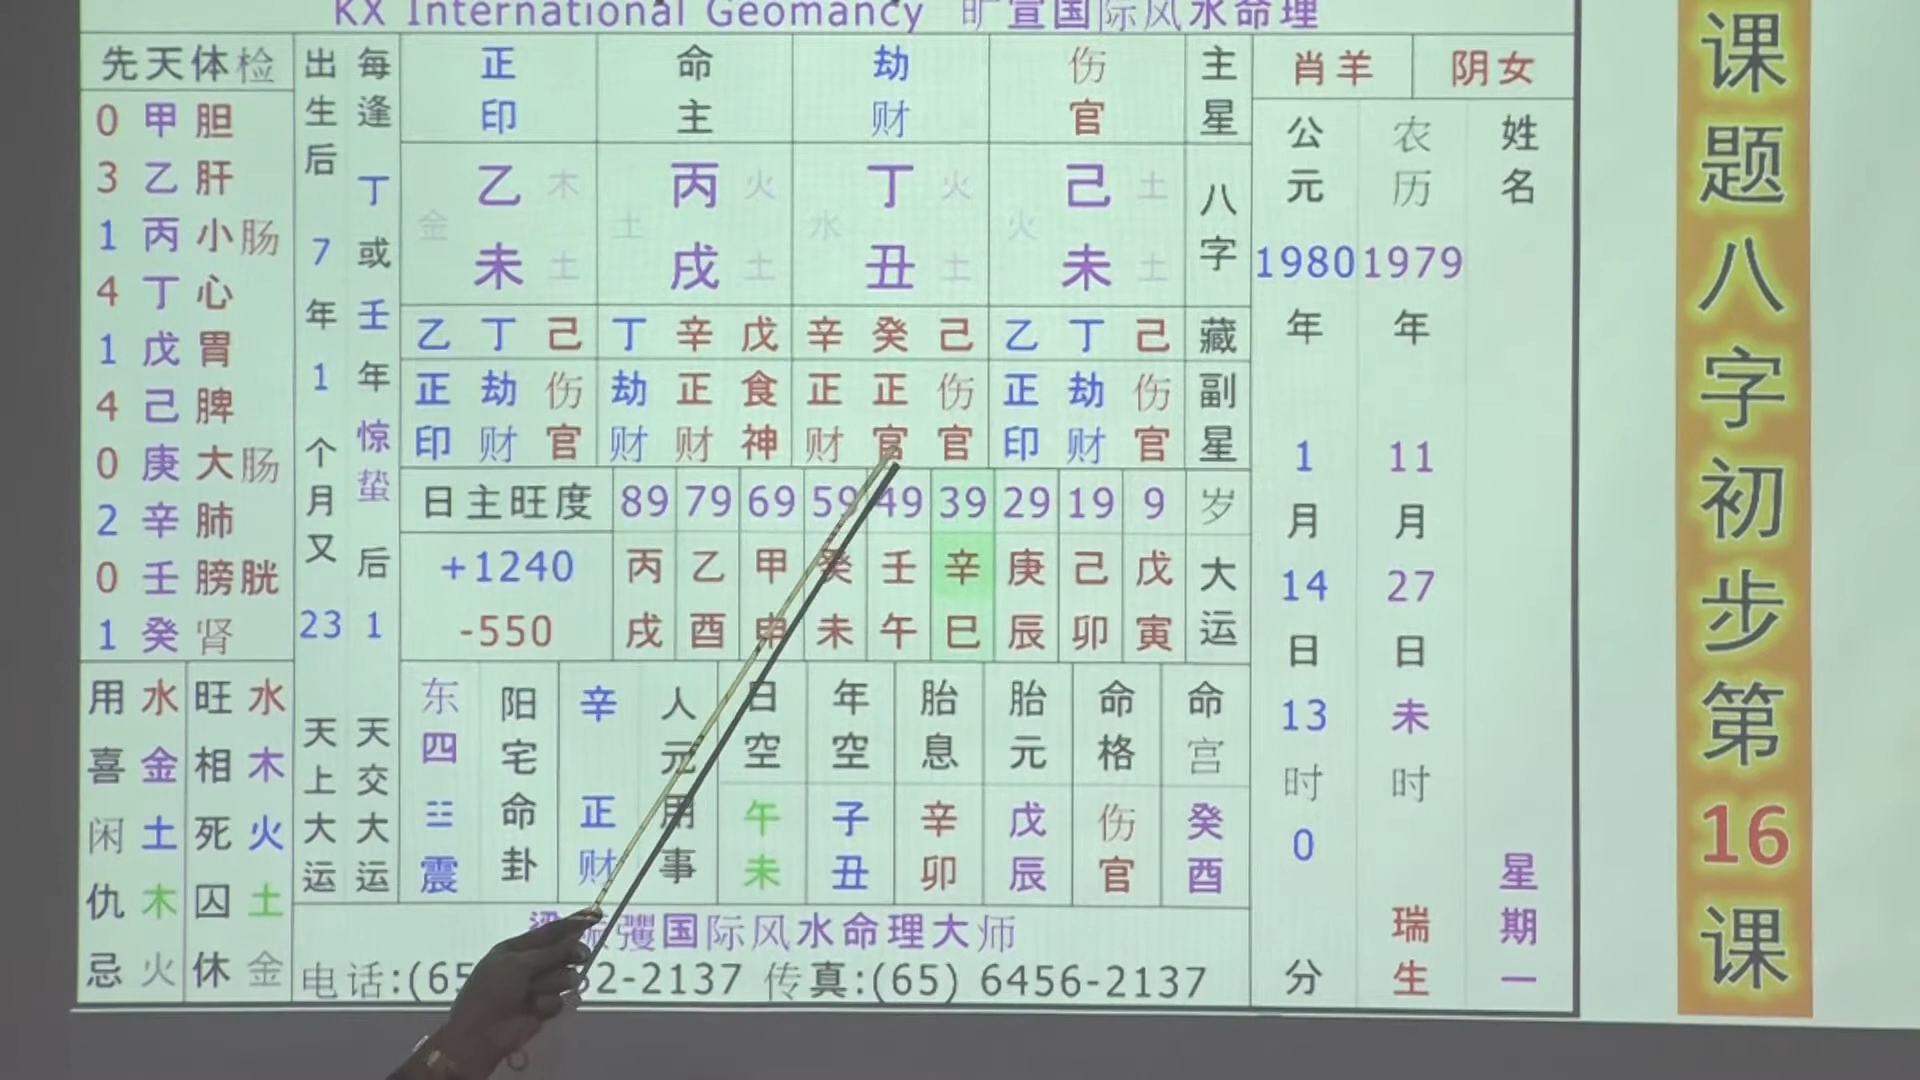 KX International Geomancy 旷宣国际风水命理
先天体检
0 甲 胆
3 乙 肝
1 丙 小肠
4 丁 心
1 戊 胃
4 己 脾
0 庚 大肠
2 辛 肺
0 壬 膀胱
1 癸 肾
用 水 旺 水
喜 金 相 木
闲 土 死 火
仇 木 囚 土
忌 火 休 金
出生后 7 年 1 个月又 23 天上大运
每逢丁或壬年惊蛰后 1 天交大运
正印 命主 劫财 伤官 主星
乙 木 丙 火 丁 火 己 土 八字
金 土 水 火
未 土 戌 土 丑 土 未 土
乙 丁 己 丁 辛 戊 辛 癸 己 乙 丁 己 藏
正印 劫财 伤官 劫财 正财 食神 正财 正官 伤官 正印 劫财 伤官 副星
日主旺度 89 79 69 59 49 39 29 19 9 岁
+1240
-550
丙戌 乙酉 甲申 癸未 壬午 辛巳 庚辰 己卯 戊寅 大运
东四 ☳ 震 阳宅命卦 辛 正财 人元用事
日空 年空 胎息 胎元 命格 命宫
午未 子丑 辛卯 戊辰 伤官 癸酉
国际风水命理大师
电话:(65 2-2137 传真:(65) 6456-2137
肖羊 阴女
公元 1980 年 1 月 14 日 13 时 0 分
农历 1979 年 11 月 27 日 未 时 瑞生
姓名
星期一
课题八字初步第16课